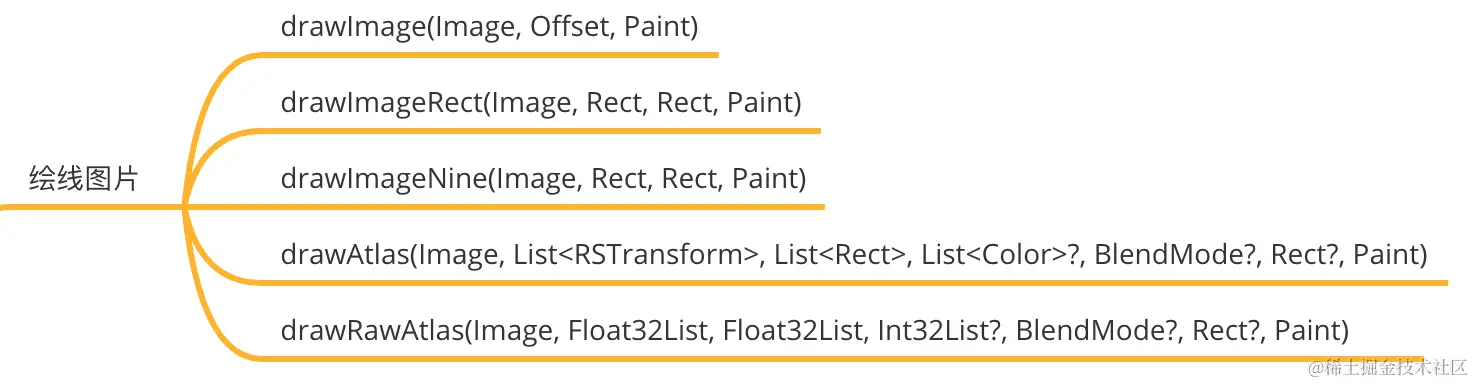 drawImage(Image, Offset, Paint)
drawImageRect(Image, Rect, Rect, Paint)
绘线图片
drawImageNine(Image, Rect, Rect, Paint)
drawAtlas(Image, List<RSTransform>, List<Rect>, List<Color>?, BlendMode?, Rect?, Paint)
drawRawAtlas(Image, Float32List, Float32List, Int32List?, BlendMode?, Rect?, Paint)
@稀土掘金技术社区